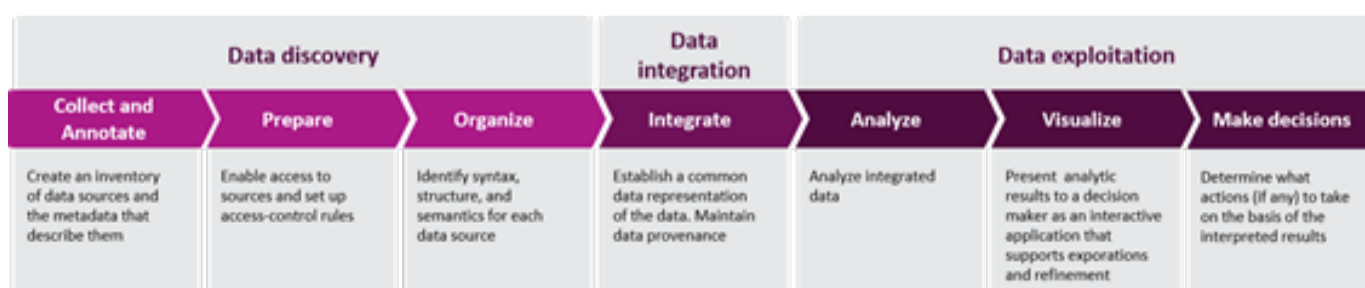 Data discovery
Data
integration
Data exploitation
Collect and
Annotate
Prepare
Organize
Integrate
Analyze
Visualize
Make decisions
Create an inventory
of data sources and
the metadata that
describe them
Enable access to
sources and set up
access-control rules
Identify syntax,
structure, and
semantics for each
data source
Establish a common
data representation
of the data. Maintain
data provenance
Analyze integrated
data
Present analytic
results to a decision
maker as an interactive
application that
supports exporations
and refinement
Determine what
actions (if any) to take
on the basis of the
interpreted results